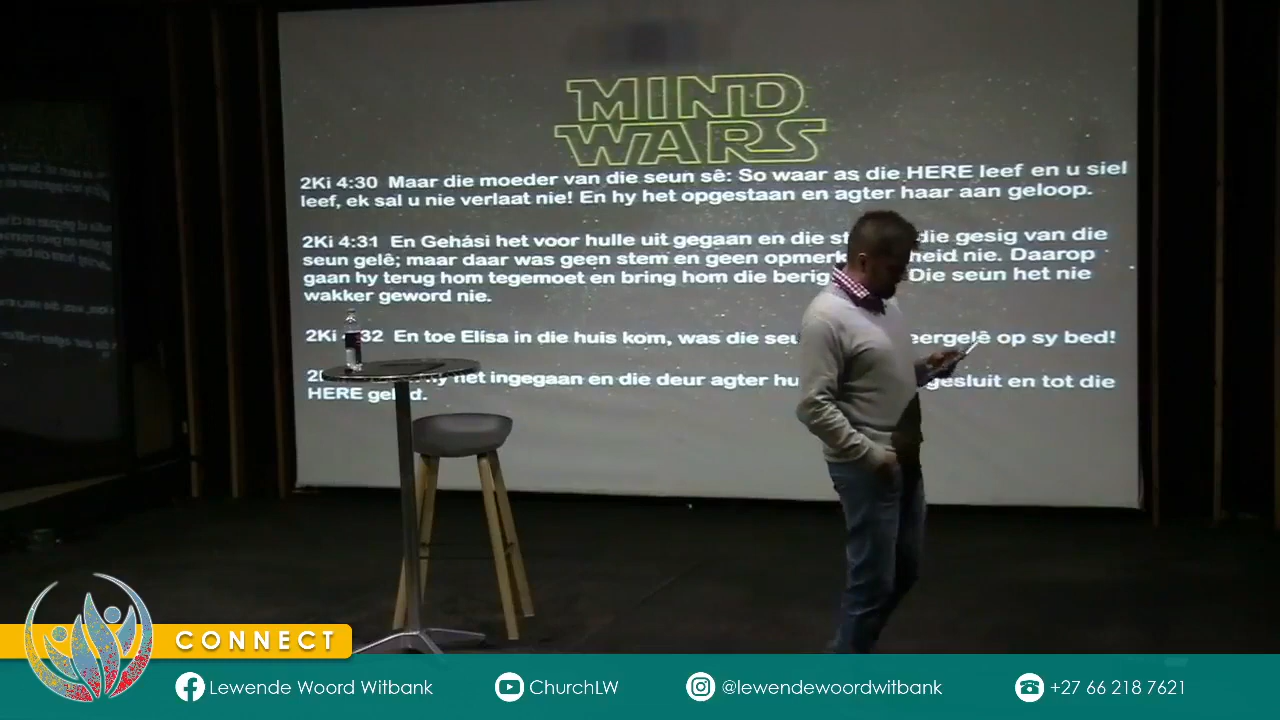 MIND
WARS
2Ki 4:30 Maar die moeder van die seun sê: So waar as die HERE leef en u siel
leef, ek sal u nie verlaat nie! En hy het opgestaan en agter haar aan geloop.
2Ki 4:31 En Gehási het voor hulle uit gegaan en die die gesig van die
seun gelê; maar daar was geen stem en geen nie. Daarop
gaan hy terug hom tegemoet en bring hom die Die seun het nie
wakker geword nie.
2Ki 32 En toe Elísa in die huis kom, was die op sy bed!
het ingegaan en die deur agter en tot die
HERE
CONNECT
Lewende Woord Witbank
ChurchLW
@lewendewoordwitbank
+27 66 218 7621